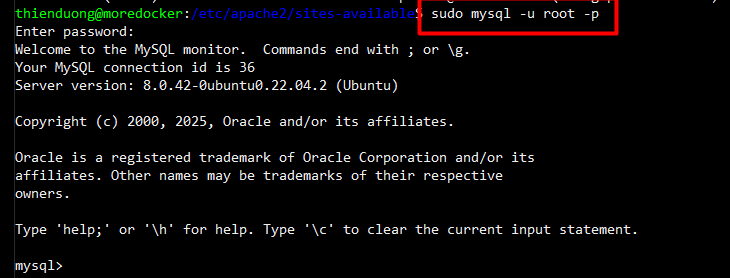 thienduong@moredocker:/etc/apache2/sites-available$ sudo mysql -u root -p
Enter password:
Welcome to the MySQL monitor.  Commands end with ; or \g.
Your MySQL connection id is 36
Server version: 8.0.42-0ubuntu0.22.04.2 (Ubuntu)
Copyright (c) 2000, 2025, Oracle and/or its affiliates.
Oracle is a registered trademark of Oracle Corporation and/or its
affiliates. Other names may be trademarks of their respective
owners.
Type 'help;' or '\h' for help. Type '\c' to clear the current input statement.
mysql>